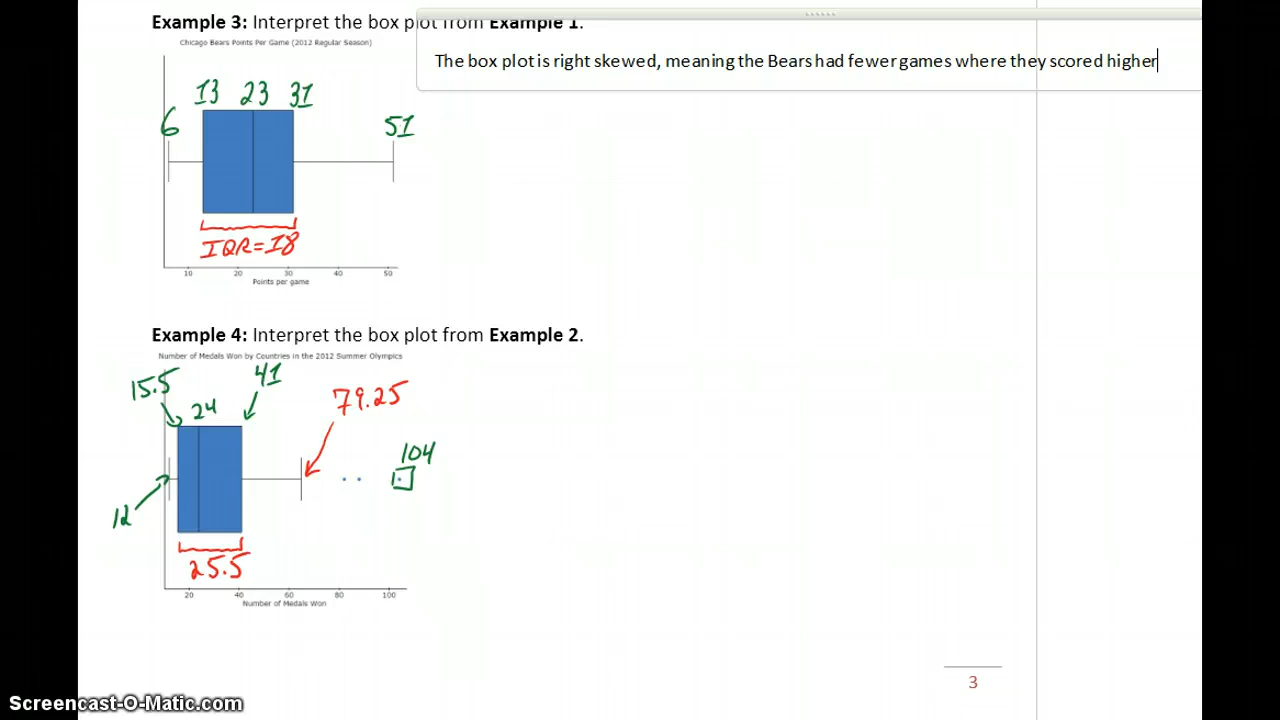 Example 3: Interpret the box plot from Example 1.
The box plot is right skewed, meaning the Bears had fewer games where they scored higher
Chicago Bears Points Per Game (2012 Regular Season)
6 13 23 31 51
IQR=18
10 20 30 40 50
Points per game
Example 4: Interpret the box plot from Example 2.
Number of Medals Won by Countries in the 2012 Summer Olympics
15.5 24 41 79.25
104
12
25.5
20 40 60 80 100
Number of Medals Won
3
Screencast-O-Matic.com